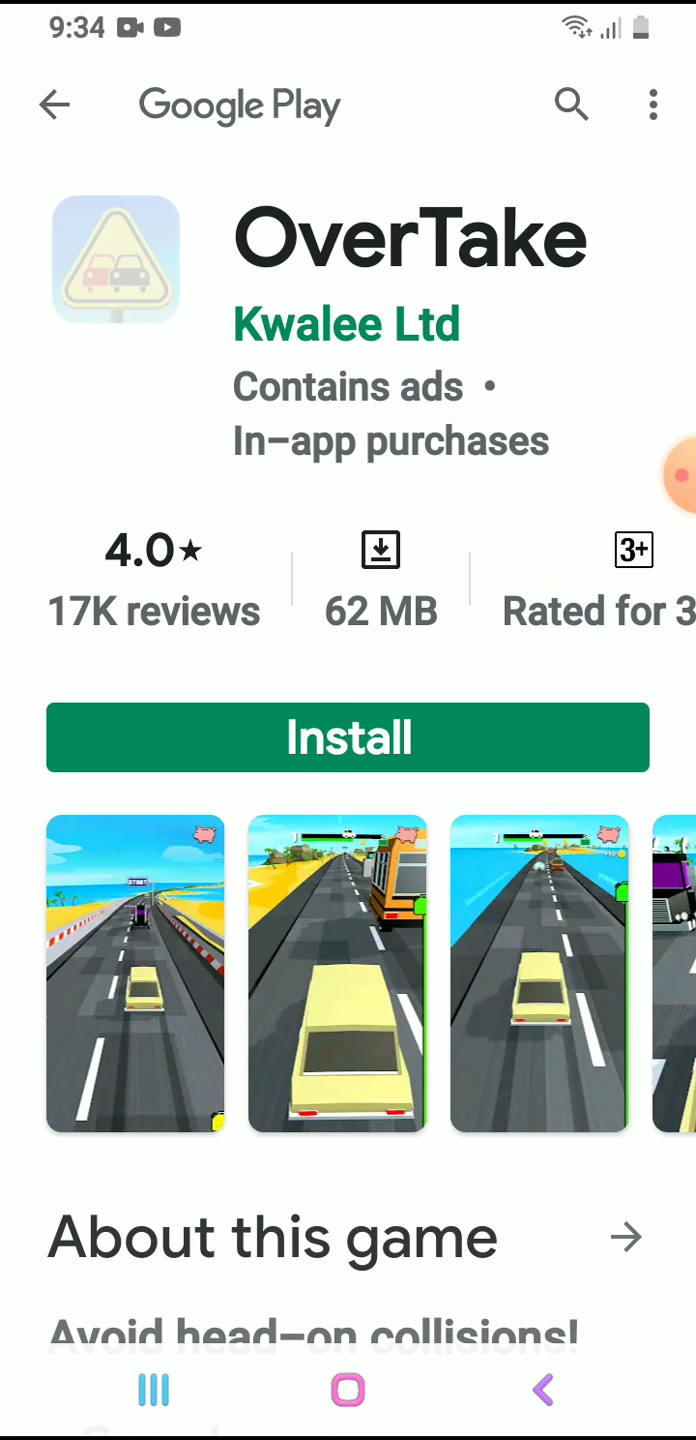 9:34
Google Play
OverTake
Kwalee Ltd
Contains ads •
In-app purchases
4.0★
3+
17K reviews
62 MB
Rated for 3
Install
START
About this game
Avoid head-on collisions!